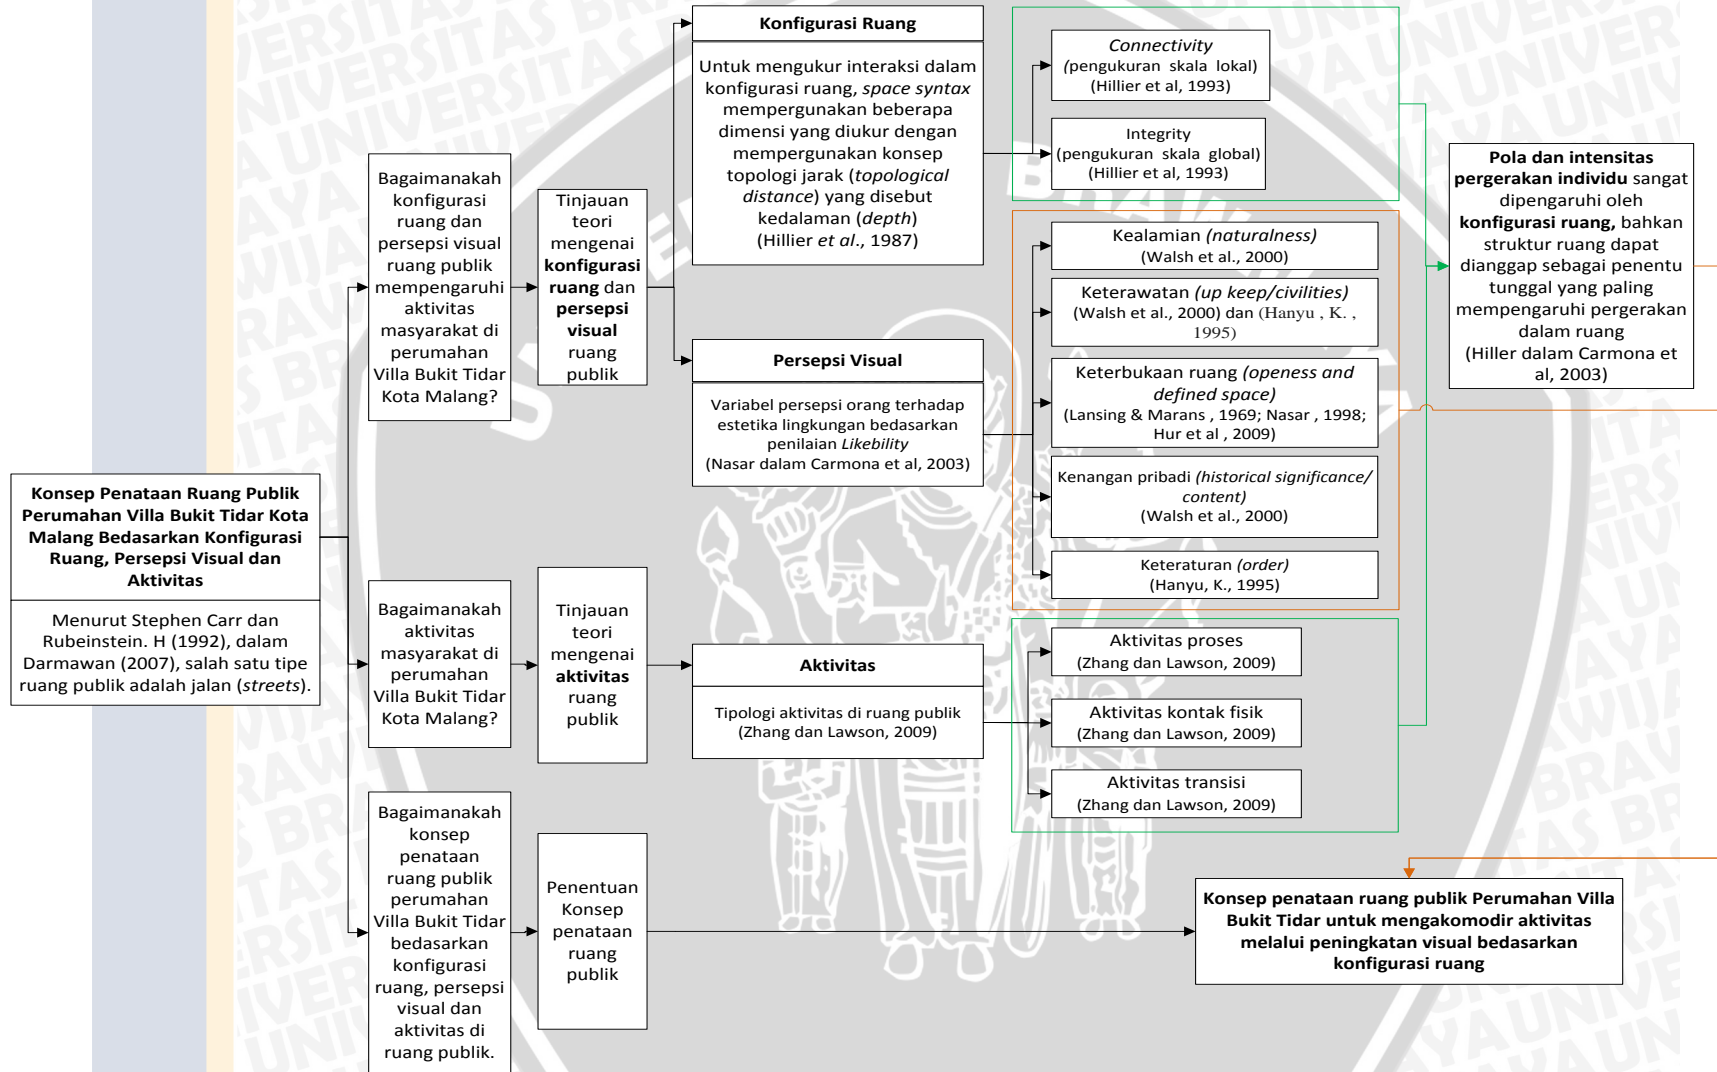 Konsep Penataan Ruang Publik
Perumahan Villa Bukit Tidar Kota
Malang Bedasarkan Konfigurasi
Ruang, Persepsi Visual dan
Aktivitas
Menurut Stephen Carr dan
Rubeinstein. H (1992), dalam
Darmawan (2007), salah satu tipe
ruang publik adalah jalan (streets).
Bagaimanakah
konfigurasi
ruang dan
persepsi visual
ruang publik
mempengaruhi
aktivitas
masyarakat di
perumahan
Villa Bukit Tidar
Kota Malang?
Tinjauan
teori
mengenai
konfigurasi
ruang dan
persepsi
visual
ruang
publik
Konfigurasi Ruang
Untuk mengukur interaksi dalam
konfigurasi ruang, space syntax
mempergunakan beberapa
dimensi yang diukur dengan
mempergunakan konsep
topologi jarak (topological
distance) yang disebut
kedalaman (depth)
(Hillier et al., 1987)
Connectivity
(pengukuran skala lokal)
(Hillier et al, 1993)
Integrity
(pengukuran skala global)
(Hillier et al, 1993)
Persepsi Visual
Variabel persepsi orang terhadap
estetika lingkungan bedasarkan
penilaian Likebility
(Nasar dalam Carmona et al, 2003)
Kealamian (naturalness)
(Walsh et al., 2000)
Keterawatan (up keep/civilities)
(Walsh et al., 2000) dan (Hanyu , K. ,
1995)
Keterbukaan ruang (openess and
defined space)
(Lansing & Marans , 1969; Nasar , 1998;
Hur et al , 2009)
Kenangan pribadi (historical significance/
content)
(Walsh et al., 2000)
Keteraturan (order)
(Hanyu, K., 1995)
Pola dan intensitas
pergerakan individu sangat
dipengaruhi oleh
konfigurasi ruang, bahkan
struktur ruang dapat
dianggap sebagai penentu
tunggal yang paling
mempengaruhi pergerakan
dalam ruang
(Hiller dalam Carmona et
al, 2003)
Bagaimanakah
aktivitas
masyarakat di
perumahan
Villa Bukit Tidar
Kota Malang?
Tinjauan
teori
mengenai
aktivitas
ruang
publik
Aktivitas
Tipologi aktivitas di ruang publik
(Zhang dan Lawson, 2009)
Aktivitas proses
(Zhang dan Lawson, 2009)
Aktivitas kontak fisik
(Zhang dan Lawson, 2009)
Aktivitas transisi
(Zhang dan Lawson, 2009)
Bagaimanakah
konsep
penataan
ruang publik
perumahan
Villa Bukit Tidar
bedasarkan
konfigurasi
ruang, persepsi
visual dan
aktivitas di
ruang publik.
Penentuan
Konsep
penataan
ruang
publik
Konsep penataan ruang publik Perumahan Villa
Bukit Tidar untuk mengakomodir aktivitas
melalui peningkatan visual bedasarkan
konfigurasi ruang